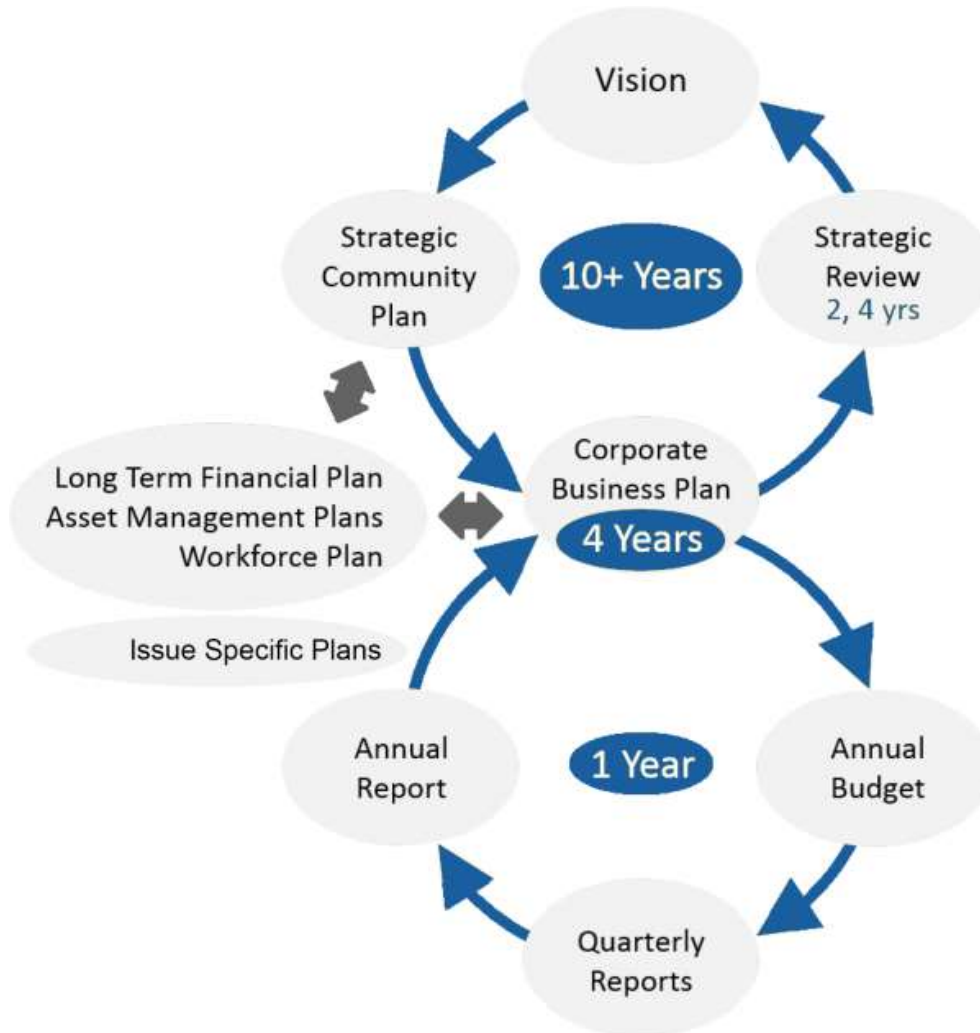 Vision
Strategic
Community
Plan
10+ Years
Strategic
Review
2, 4 yrs
Long Term Financial Plan
Asset Management Plans
Workforce Plan
Corporate
Business Plan
4 Years
Issue Specific Plans
Annual
Report
1 Year
Annual
Budget
Quarterly
Reports